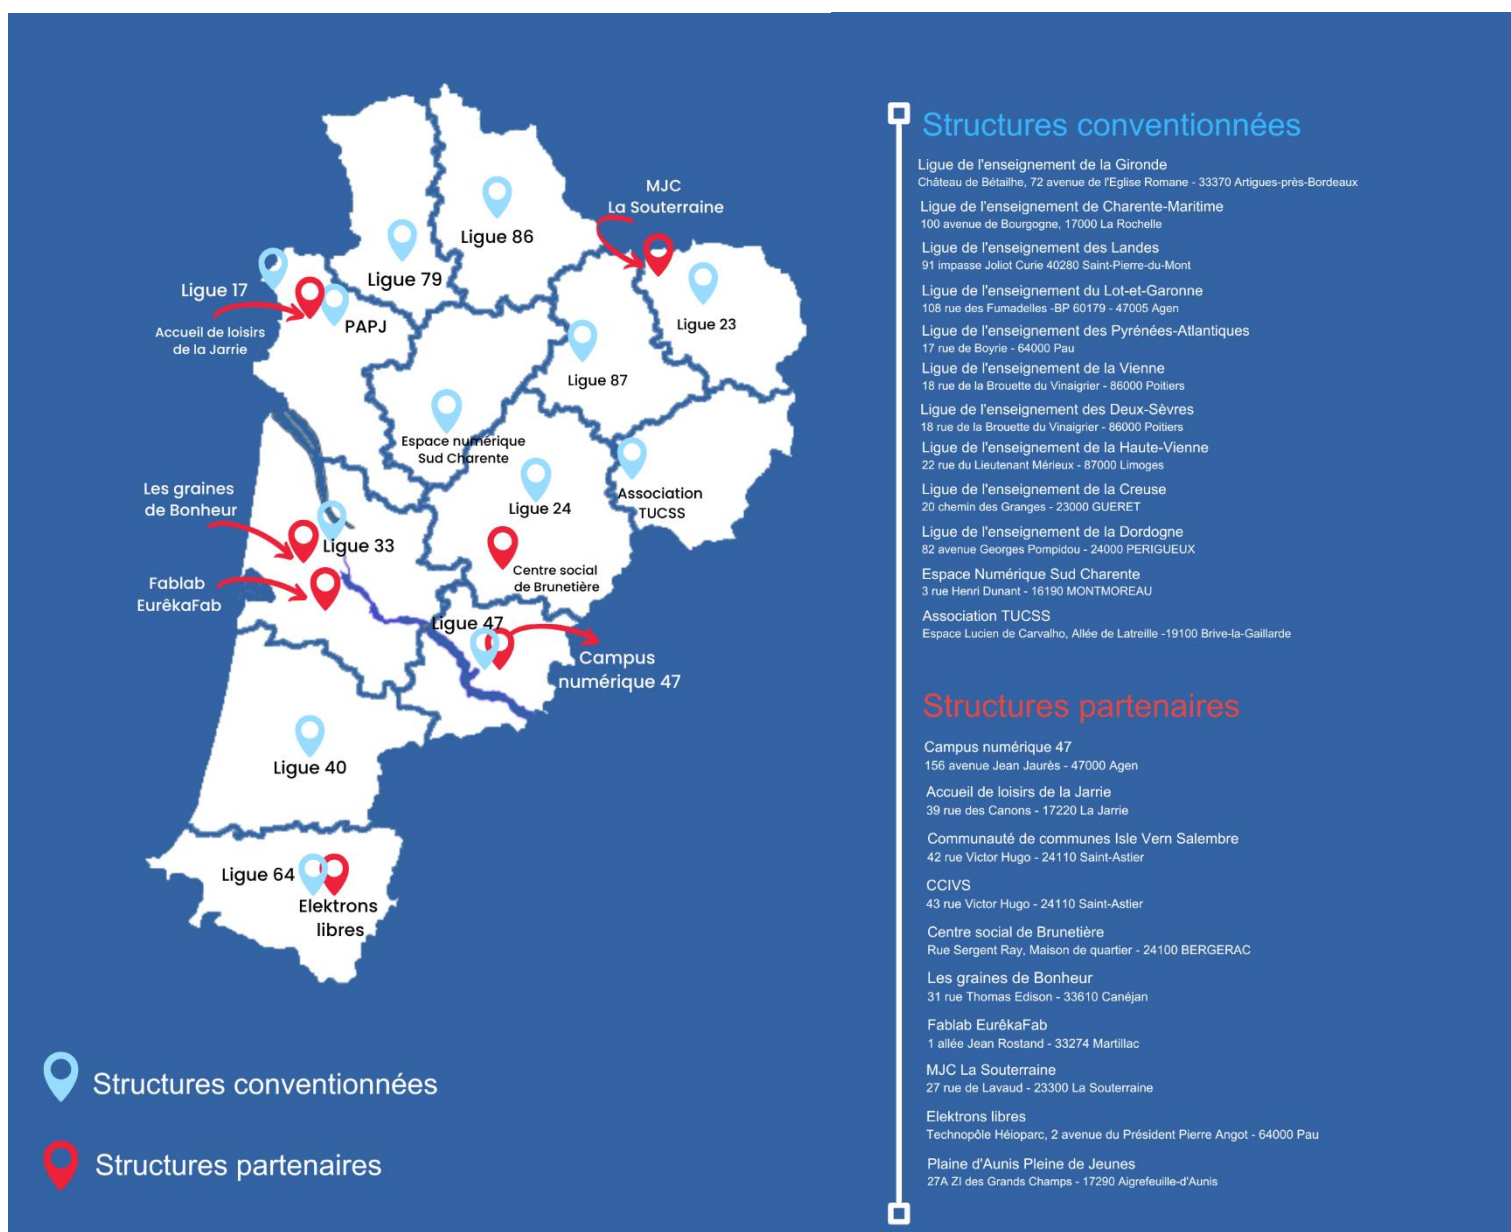 MJC
La Souterraine
Ligue 86
Ligue 79
Ligue 17
PAPJ
Accueil de loisirs
de la Jarrie
Ligue 23
Ligue 87
Espace numérique
Sud Charente
Ligue 24
Association
TUCSS
Les graines
de Bonheur
Ligue 33
Centre social
de Brunetière
Fablab
EurêkaFab
Ligue 47
Campus
numérique 47
Ligue 40
Ligue 64
Elektrons
libres
Structures conventionnées
Structures partenaires
Structures conventionnées
Ligue de l'enseignement de la Gironde
Château de Bétailhe, 72 avenue de l'Eglise Romane - 33370 Artigues-près-Bordeaux
Ligue de l'enseignement de Charente-Maritime
100 avenue de Bourgogne, 17000 La Rochelle
Ligue de l'enseignement des Landes
91 impasse Joliot Curie 40280 Saint-Pierre-du-Mont
Ligue de l'enseignement du Lot-et-Garonne
108 rue des Fumadelles -BP 60179 - 47005 Agen
Ligue de l'enseignement des Pyrénées-Atlantiques
17 rue de Boyrie - 64000 Pau
Ligue de l'enseignement de la Vienne
18 rue de la Brouette du Vinaigrier - 86000 Poitiers
Ligue de l'enseignement des Deux-Sèvres
18 rue de la Brouette du Vinaigrier - 86000 Poitiers
Ligue de l'enseignement de la Haute-Vienne
22 rue du Lieutenant Mérieux - 87000 Limoges
Ligue de l'enseignement de la Creuse
20 chemin des Granges - 23000 GUERET
Ligue de l'enseignement de la Dordogne
82 avenue Georges Pompidou - 24000 PERIGUEUX
Espace Numérique Sud Charente
3 rue Henri Dunant - 16190 MONTMOREAU
Association TUCSS
Espace Lucien de Carvalho, Allée de Latreille -19100 Brive-la-Gaillarde
Structures partenaires
Campus numérique 47
156 avenue Jean Jaurès - 47000 Agen
Accueil de loisirs de la Jarrie
39 rue des Canons - 17220 La Jarrie
Communauté de communes Isle Vern Salembre
42 rue Victor Hugo - 24110 Saint-Astier
CCIVS
43 rue Victor Hugo - 24110 Saint-Astier
Centre social de Brunetière
Rue Sergent Ray, Maison de quartier - 24100 BERGERAC
Les graines de Bonheur
31 rue Thomas Edison - 33610 Canéjan
Fablab EurêkaFab
1 allée Jean Rostand - 33274 Martillac
MJC La Souterraine
27 rue de Lavaud - 23300 La Souterraine
Elektrons libres
Technopôle Héioparc, 2 avenue du Président Pierre Angot - 64000 Pau
Plaine d'Aunis Pleine de Jeunes
27A ZI des Grands Champs - 17290 Aigrefeuille-d'Aunis